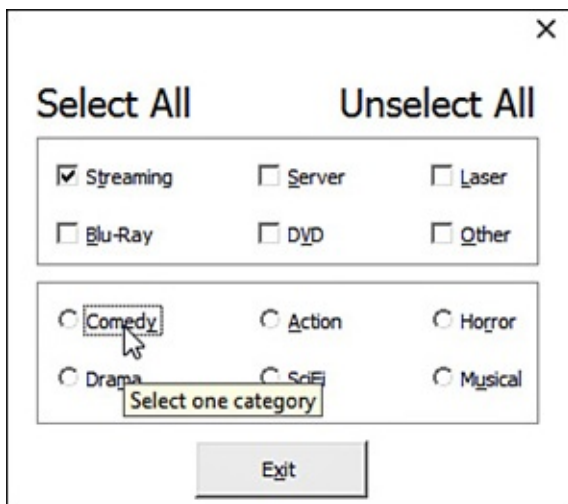 Select All Unselect All
Streaming Server Laser
Blu-Ray DVD Other
Comedy Action Horror
Drama SciFi Musical
Select one category
Exit